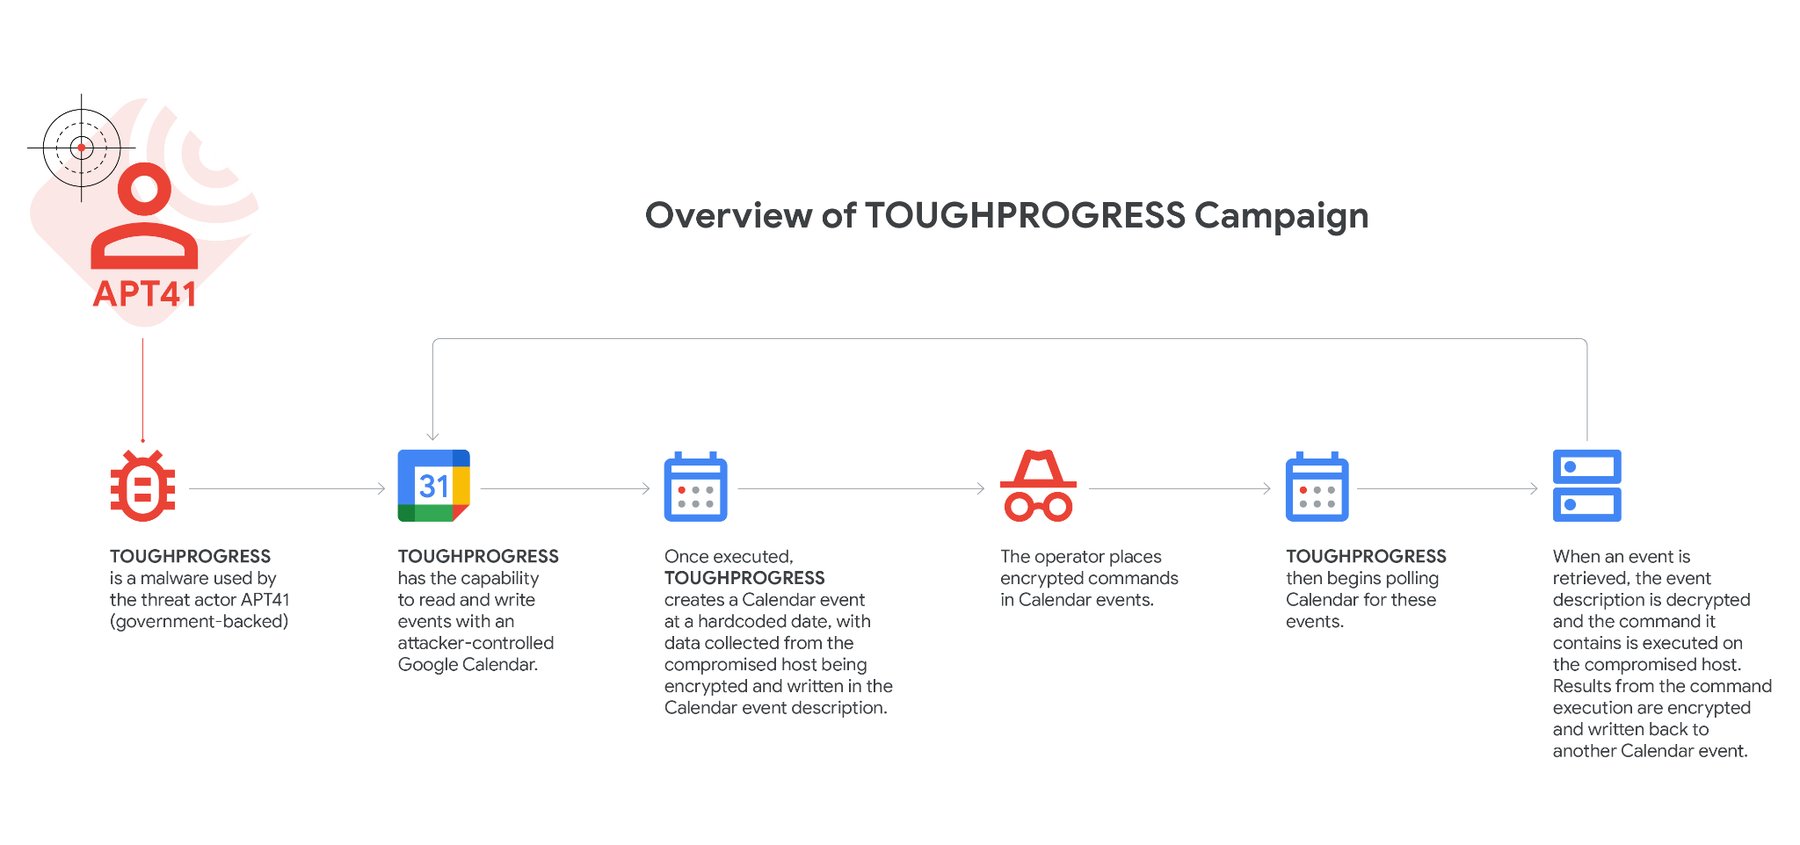 APT41
Overview of TOUGHPROGRESS Campaign
31
TOUGHPROGRESS
is a malware used by
the threat actor APT41
(government-backed)
TOUGHPROGRESS
has the capability
to read and write
events with an
attacker-controlled
Google Calendar.
Once executed,
TOUGHPROGRESS
creates a Calendar event
at a hardcoded date, with
data collected from the
compromised host being
encrypted and written in the
Calendar event description.
The operator places
encrypted commands
in Calendar events.
TOUGHPROGRESS
then begins polling
Calendar for these
events.
When an event is
retrieved, the event
description is decrypted
and the command it
contains is executed on
the compromised host.
Results from the command
execution are encrypted
and written back to
another Calendar event.